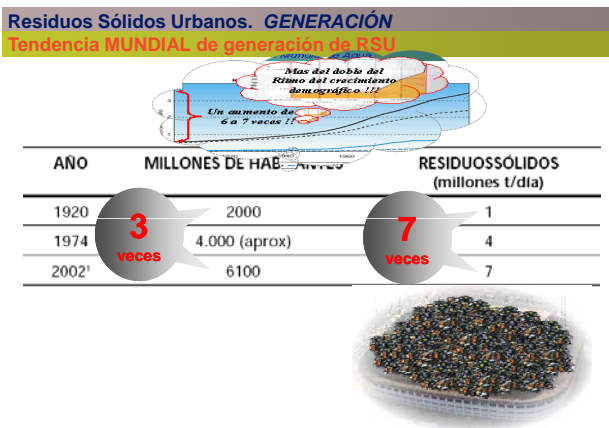 Residuos Sólidos Urbanos. GENERACIÓN
Tendencia MUNDIAL de generación de RSU
Mas del doble del
Ritmo del crecimiento
demográfico !!!
Un aumento de
6 a 7 veces !!
1960
AÑO MILLONES DE RESIDUOSSÓLIDOS
(millones t/día)
1920 2000 1
1974 4.000 (aprox) 4
2002¹ 6100 7
3
veces
7
veces